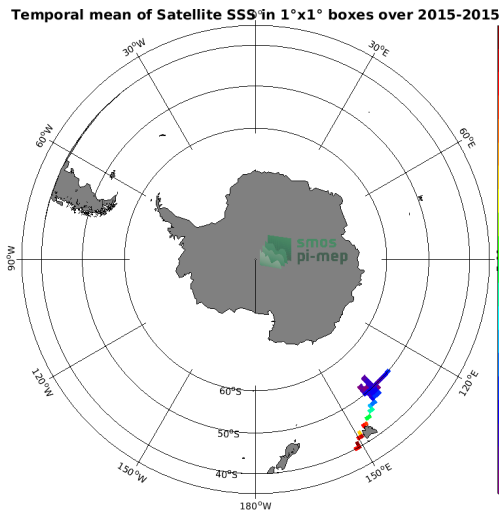 Temporal mean of Satellite SSS in 1°x1° boxes over 2015-2015
0°
30°W
30°E
60°W
60°E
90°W
smos
pi-mep
120°W
120°E
60°S
50°S
40°S
150°W
150°E
180°W